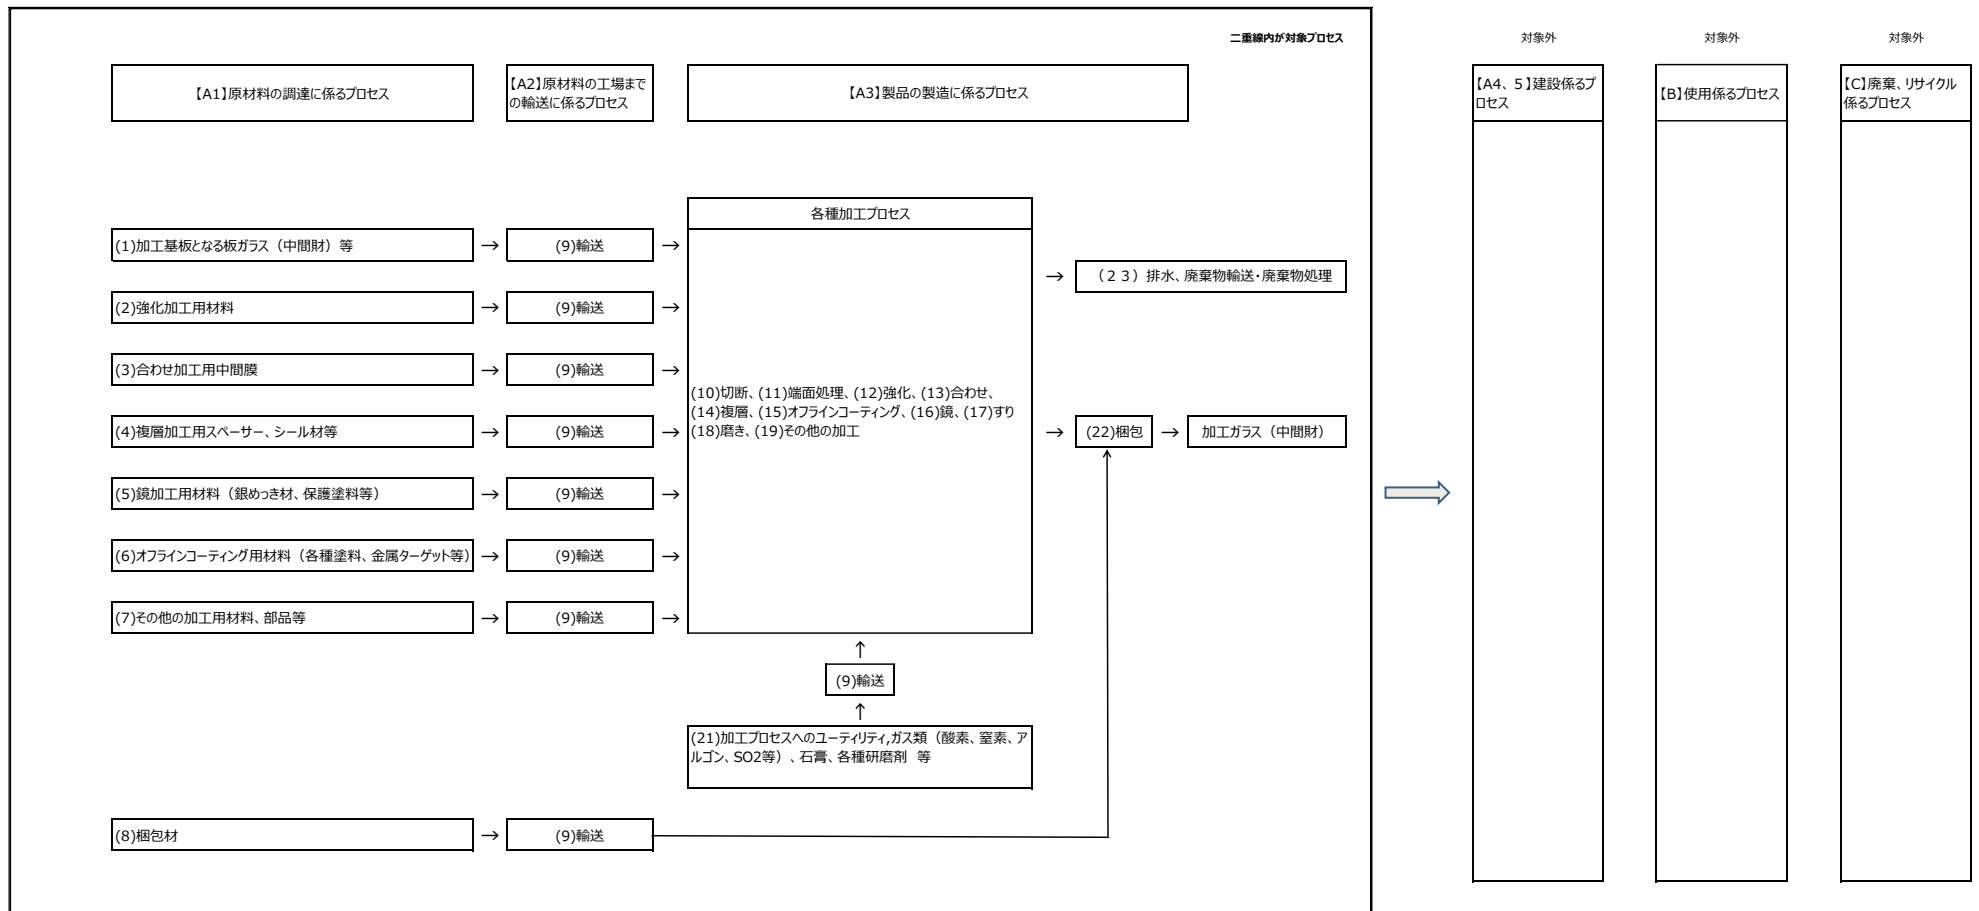 二重線内が対象プロセス
対象外
対象外
対象外
【A1】原材料の調達に係るプロセス
【A2】原材料の工場まで
の輸送に係るプロセス
【A3】製品の製造に係るプロセス
【A4、5】建設係るプ
ロセス
【B】使用係るプロセス
【C】廃棄、リサイクル
係るプロセス
各種加工プロセス
(1)加工基板となる板ガラス（中間財）等
→
(9)輸送
→
→
（23）排水、廃棄物輸送・廃棄物処理
(2)強化加工用材料
→
(9)輸送
→
(3)合わせ加工用中間膜
→
(9)輸送
→
(10)切断、(11)端面処理、(12)強化、(13)合わせ、
(14)複層、(15)オフラインコーティング、(16)鏡、(17)すり
(18)磨き、(19)その他の加工
(4)複層加工用スペーサー、シール材等
→
(9)輸送
→
→
(22)梱包
→
加工ガラス（中間財）
(5)鏡加工用材料（銀めっき材、保護塗料等）
→
(9)輸送
→
(6)オフラインコーティング用材料（各種塗料、金属ターゲット等）
→
(9)輸送
→
(7)その他の加工用材料、部品等
→
(9)輸送
→
↑
(9)輸送
↑
(21)加工プロセスへのユーティリティ,ガス類（酸素、窒素、ア
ルゴン、SO2等）、石膏、各種研磨剤 等
(8)梱包材
→
(9)輸送